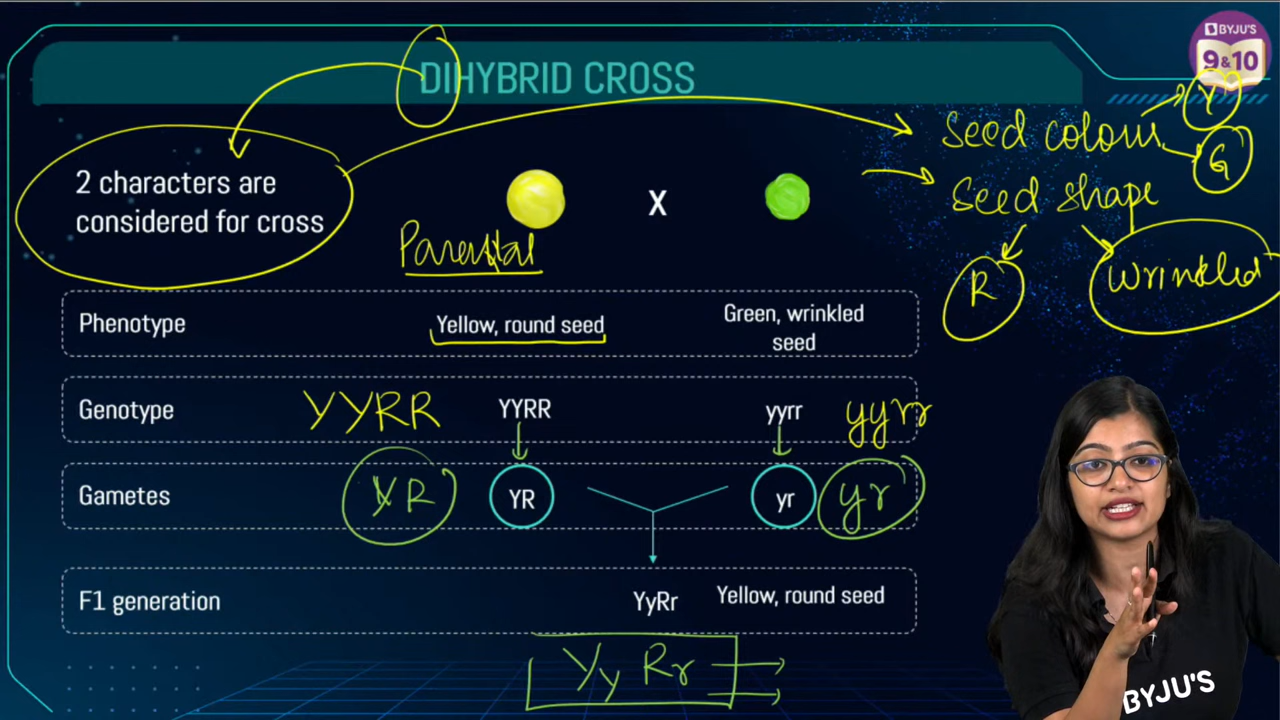 BYJU'S
9&10
DIHYBRID CROSS
Y
Seed colour
G
2 characters are
considered for cross
X
Seed shape
Parental
R
Wrinkled
Phenotype
Yellow, round seed
Green, wrinkled
seed
Genotype
YYRR
YYRR
yyrr
yyrr
Gametes
YR
YR
yr
yr
F1 generation
YyRr
Yellow, round seed
Yy Rr
BYJU'S